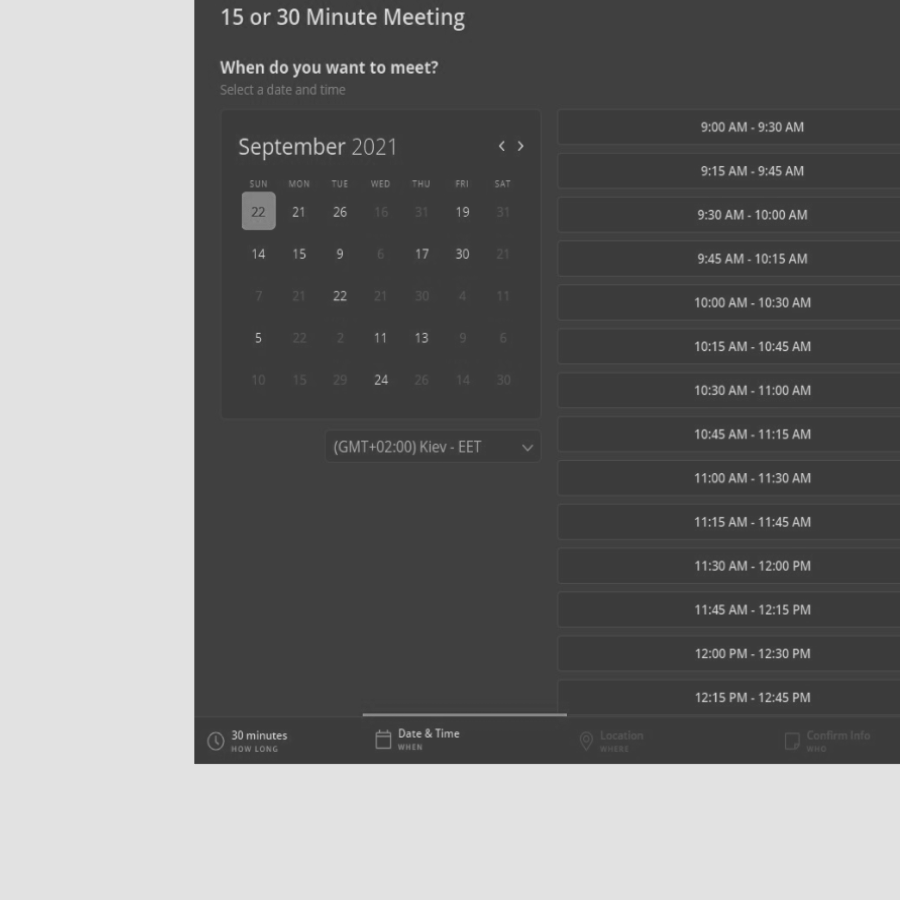 15 or 30 Minute Meeting
When do you want to meet?
Select a date and time
September 2021
SUN MON TUE WED THU FRI SAT
22 21 26 16 31 19 31
14 15 9 6 17 30 21
7 21 22 21 30 4 11
5 22 2 11 13 9 6
10 15 29 24 26 14 30
(GMT+02:00) Kiev - EET
9:00 AM - 9:30 AM
9:15 AM - 9:45 AM
9:30 AM - 10:00 AM
9:45 AM - 10:15 AM
10:00 AM - 10:30 AM
10:15 AM - 10:45 AM
10:30 AM - 11:00 AM
10:45 AM - 11:15 AM
11:00 AM - 11:30 AM
11:15 AM - 11:45 AM
11:30 AM - 12:00 PM
11:45 AM - 12:15 PM
12:00 PM - 12:30 PM
12:15 PM - 12:45 PM
30 minutes
HOW LONG
Date & Time
WHEN
Location
WHERE
Confirm Info
WHO